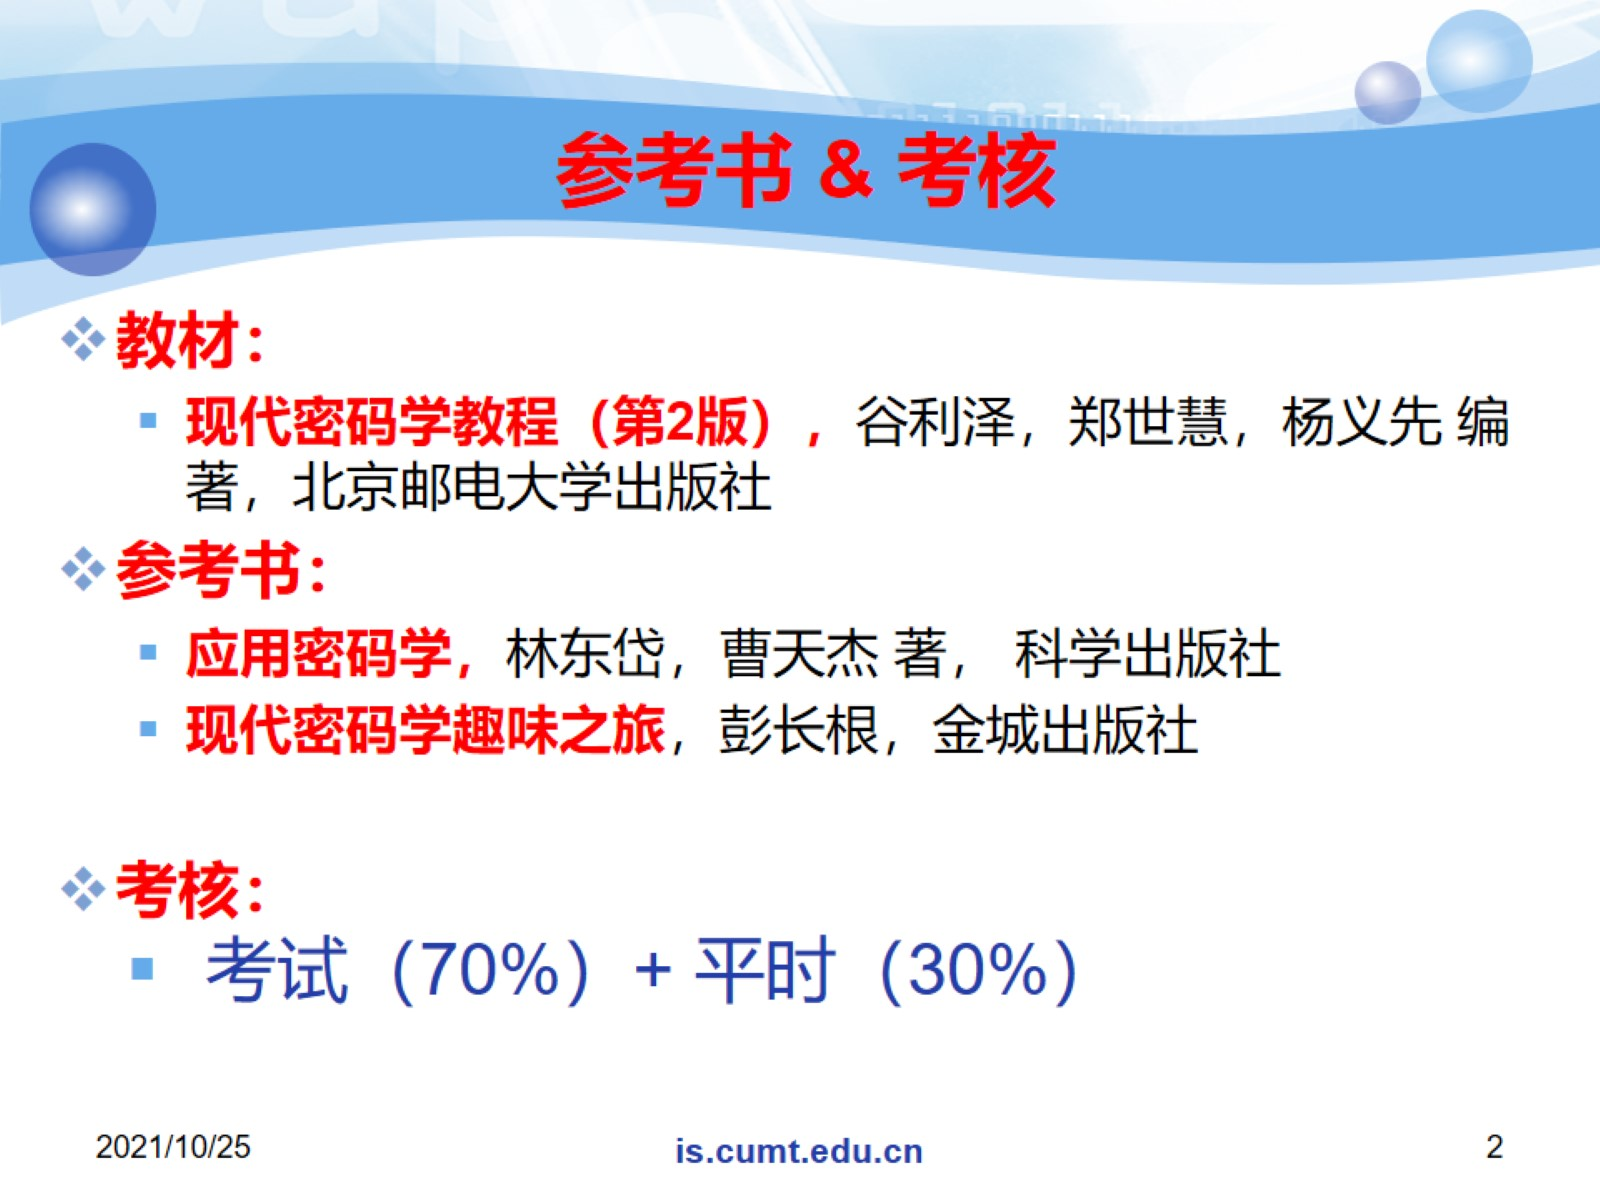 参考书 & 考核
教材：
现代密码学教程（第2版），谷利泽，郑世慧，杨义先 编
著，北京邮电大学出版社
参考书：
应用密码学，林东岱，曹天杰 著， 科学出版社
现代密码学趣味之旅，彭长根，金城出版社
考核：
考试（70%）+ 平时（30%）
2021/10/25
is.cumt.edu.cn
2